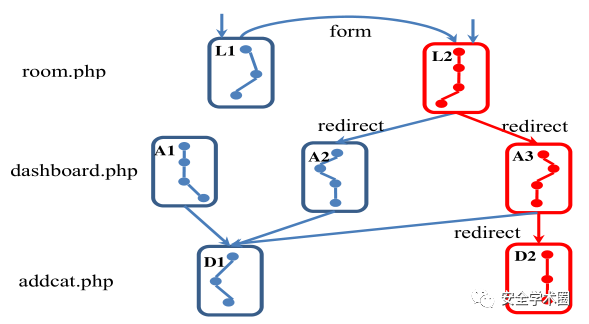 form
L1
L2
room.php
redirect
redirect
A1
A2
A3
dashboard.php
redirect
D1
D2
addcat.php
安全学术圈